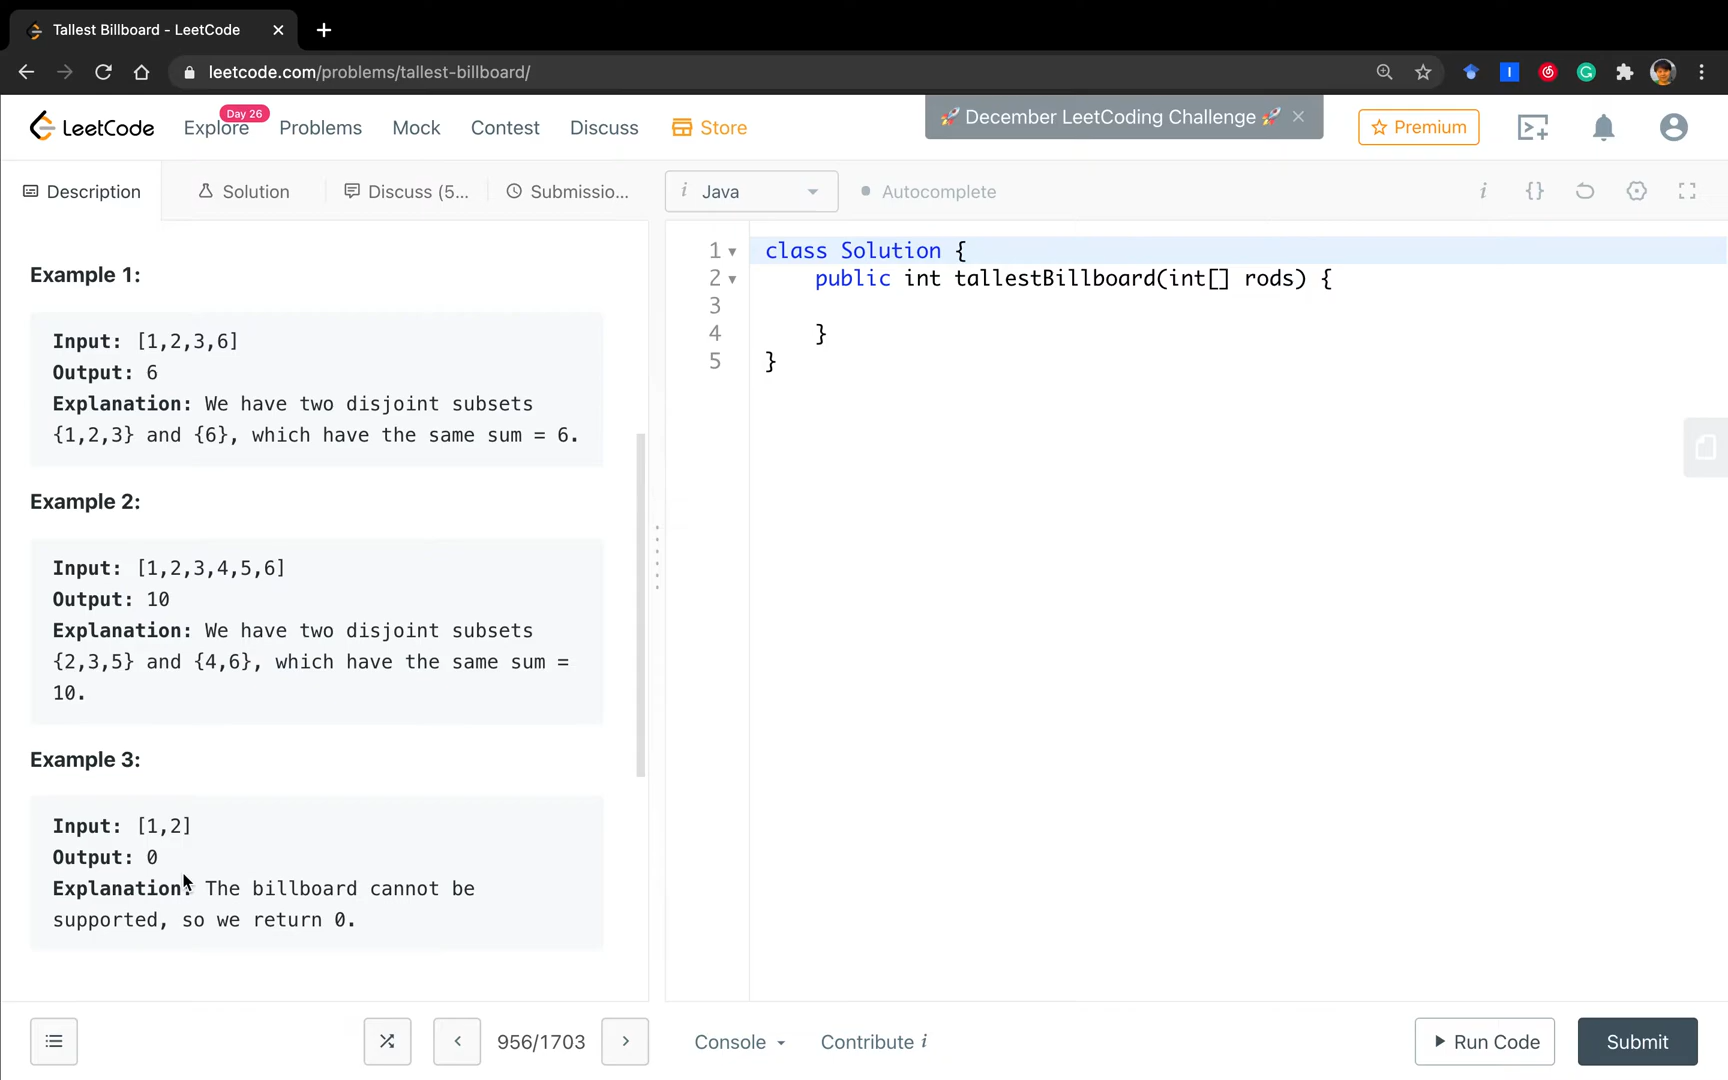 Tallest Billboard - LeetCode
leetcode.com/problems/tallest-billboard/
LeetCode
Explore
Day 26
Problems
Mock
Contest
Discuss
Store
🚀 December LeetCoding Challenge 🚀
Premium
Description
Solution
Discuss (5...
Submissio...
i Java
Autocomplete
Example 1:
Input: [1,2,3,6]
Output: 6
Explanation: We have two disjoint subsets
{1,2,3} and {6}, which have the same sum = 6.
Example 2:
Input: [1,2,3,4,5,6]
Output: 10
Explanation: We have two disjoint subsets
{2,3,5} and {4,6}, which have the same sum =
10.
Example 3:
Input: [1,2]
Output: 0
Explanation: The billboard cannot be
supported, so we return 0.
1 class Solution {
2 public int tallestBillboard(int[] rods) {
3
4 }
5 }
956/1703
Console
Contribute i
Run Code
Submit